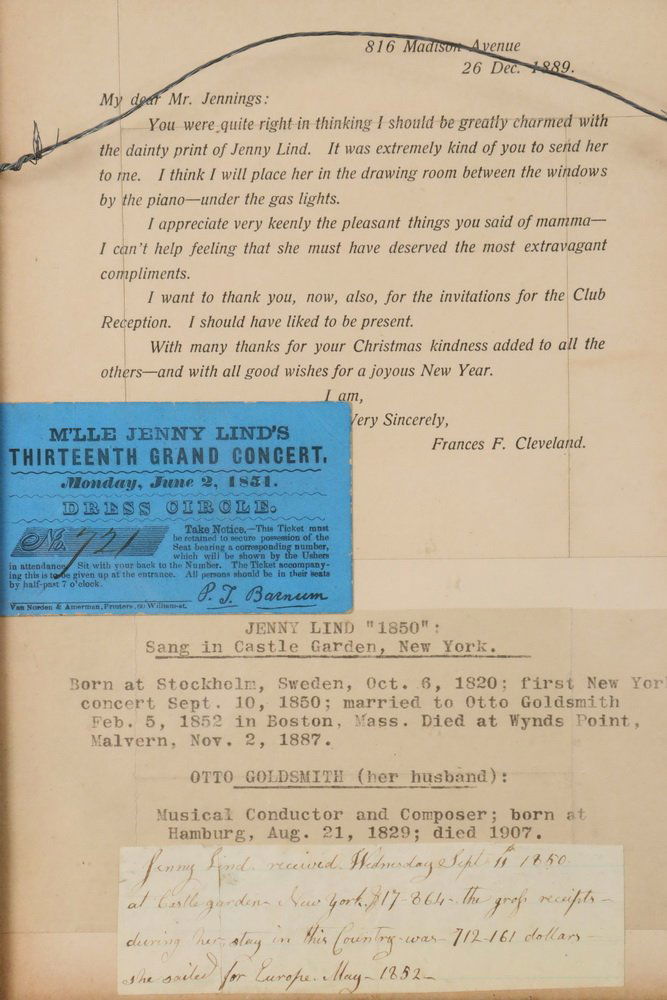 816 Madison Avenue
26 Dec. 1889.
My dear Mr. Jennings:
You were quite right in thinking I should be greatly charmed with
the dainty print of Jenny Lind. It was extremely kind of you to send her
to me. I think I will place her in the drawing room between the windows
by the piano—under the gas lights.
I appreciate very keenly the pleasant things you said of mamma—
I can't help feeling that she must have deserved the most extravagant
compliments.
I want to thank you, now, also, for the invitations for the Club
Reception. I should have liked to be present.
With many thanks for your Christmas kindness added to all the
others—and with all good wishes for a joyous New Year.
I am,
Very Sincerely,
Frances F. Cleveland.
M'LLE JENNY LIND'S
THIRTEENTH GRAND CONCERT.
Monday, June 2, 1851.
DRESS CIRCLE.
No. 721
Take Notice.—This Ticket must
be retained to secure possession of the
Seat bearing a corresponding number,
which will be shown by the Ushers
in attendance. Sit with your back to the Number. The Ticket accompany-
ing this is to be given up at the entrance. All persons should be in their seats
by half-past 7 o'clock.
P. T. Barnum
Van Norden & Amerman, Printers, 60 William-st.
JENNY LIND "1850":
Sang in Castle Garden, New York.
Born at Stockholm, Sweden, Oct. 6, 1820; first New Yor
concert Sept. 10, 1850; married to Otto Goldsmith
Feb. 5, 1852 in Boston, Mass. Died at Wynds Point,
Malvern, Nov. 2, 1887.
OTTO GOLDSMITH (her husband):
Musical Conductor and Composer; born at
Hamburg, Aug. 21, 1829; died 1907.
Jenny Lind. received. Wednesday Sept 11 1850.
at Castle garden - New York. $17-864- the gross receipts -
during her stay in this Country - was - 712-161 dollars -
she sailed for Europe. May - 1852 -